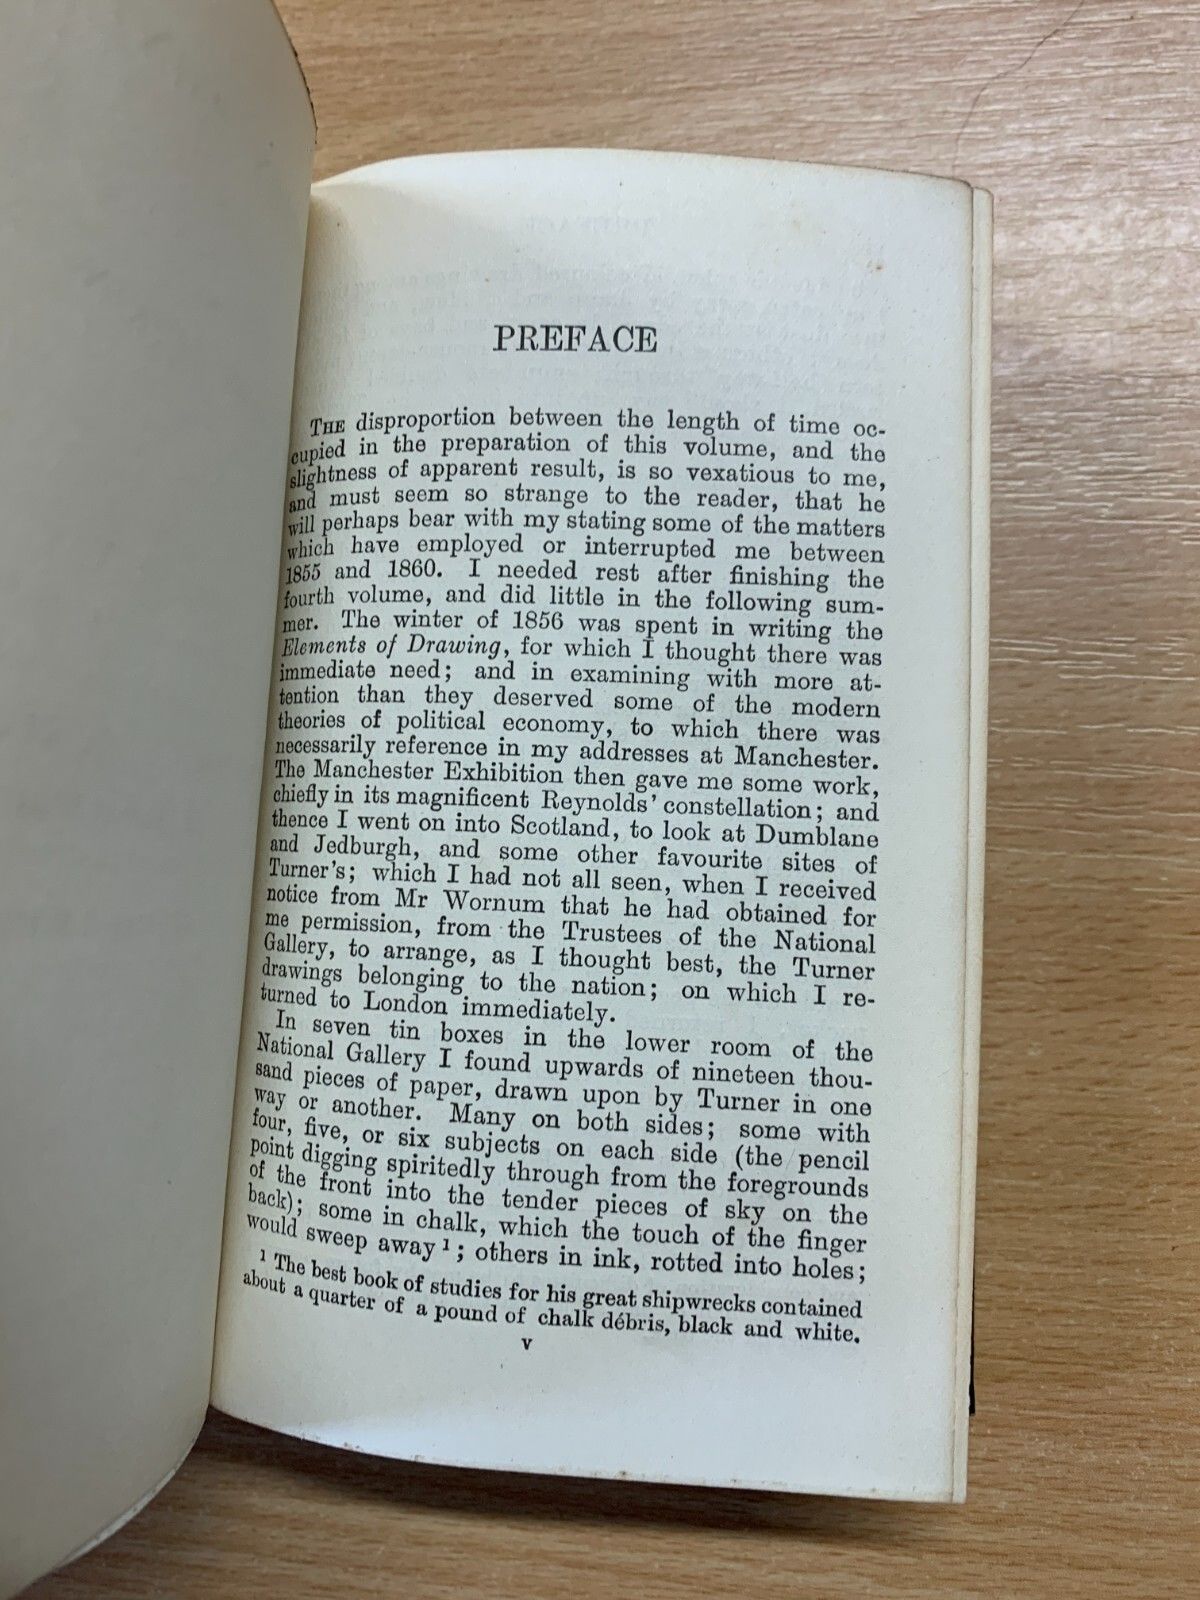 PREFACE
THE disproportion between the length of time oc-
cupied in the preparation of this volume, and the
slightness of apparent result, is so vexatious to me,
and must seem so strange to the reader, that he
will perhaps bear with my stating some of the matters
which have employed or interrupted me between
1855 and 1860. I needed rest after finishing the
fourth volume, and did little in the following sum-
mer. The winter of 1856 was spent in writing the
Elements of Drawing, for which I thought there was
immediate need; and in examining with more at-
tention than they deserved some of the modern
theories of political economy, to which there was
necessarily reference in my addresses at Manchester.
The Manchester Exhibition then gave me some work,
chiefly in its magnificent Reynolds' constellation; and
thence I went on into Scotland, to look at Dumblane
and Jedburgh, and some other favourite sites of
Turner's; which I had not all seen, when I received
notice from Mr Wornum that he had obtained for
me permission, from the Trustees of the National
Gallery, to arrange, as I thought best, the Turner
drawings belonging to the nation; on which I re-
turned to London immediately.
In seven tin boxes in the lower room of the
National Gallery I found upwards of nineteen thou-
sand pieces of paper, drawn upon by Turner in one
way or another. Many on both sides; some with
four, five, or six subjects on each side (the pencil
point digging spiritedly through from the foregrounds
of the front into the tender pieces of sky on the
back); some in chalk, which the touch of the finger
would sweep away¹; others in ink, rotted into holes;
¹ The best book of studies for his great shipwrecks contained
about a quarter of a pound of chalk débris, black and white.
v